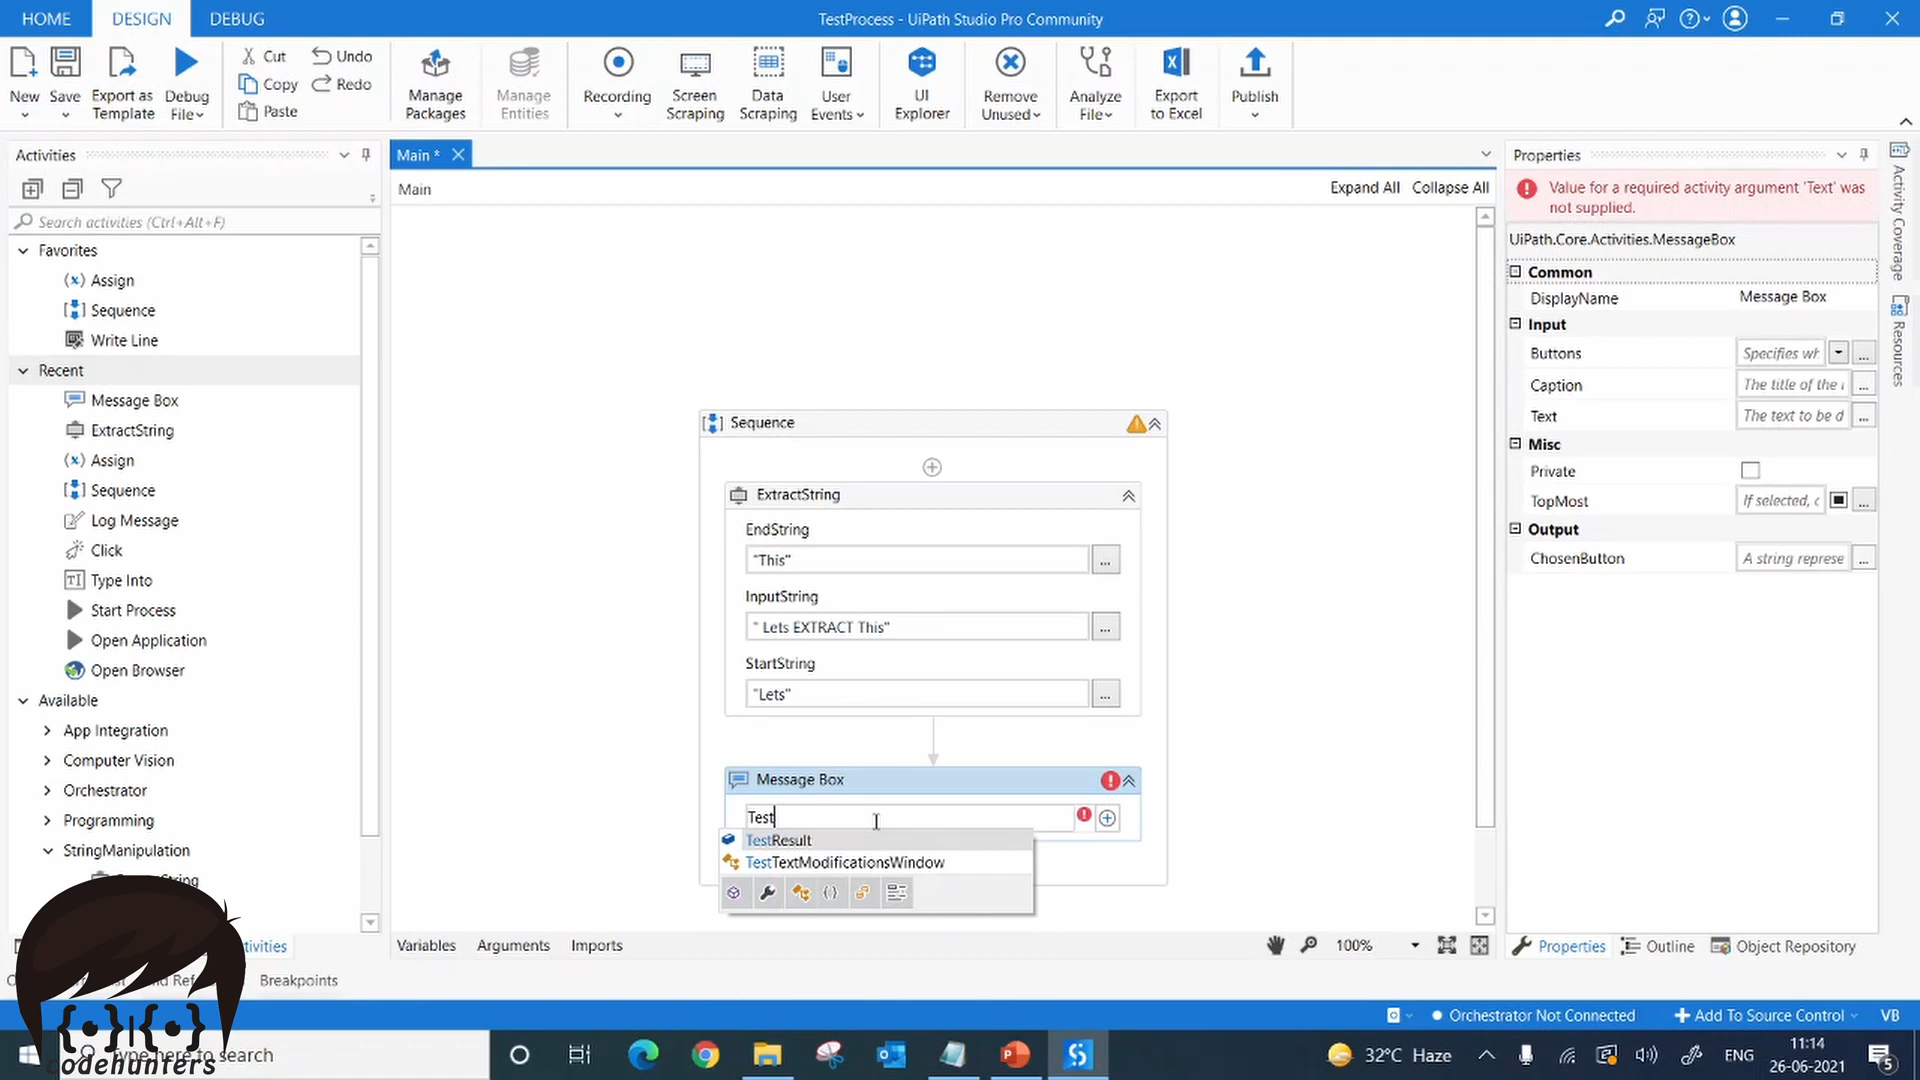 HOME
DESIGN
DEBUG
TestProcess - UiPath Studio Pro Community
New
Save
Export as
Template
Debug
File
Cut
Copy
Paste
Undo
Redo
Manage
Packages
Manage
Entities
Recording
Screen
Scraping
Data
Scraping
User
Events
UI
Explorer
Remove
Unused
Analyze
File
Export
to Excel
Publish
Activities
Search activities (Ctrl+Alt+F)
Favorites
Assign
Sequence
Write Line
Recent
Message Box
ExtractString
Assign
Sequence
Log Message
Click
Type Into
Start Process
Open Application
Open Browser
Available
App Integration
Computer Vision
Orchestrator
Programming
StringManipulation
Main *
Main
Expand All
Collapse All
Sequence
ExtractString
EndString
"This"
...
InputString
" Lets EXTRACT This"
...
StartString
"Lets"
...
Message Box
Test
TestResult
TestTextModificationsWindow
Variables
Arguments
Imports
100%
Properties
Value for a required activity argument 'Text' was
not supplied.
UiPath.Core.Activities.MessageBox
Common
DisplayName
Message Box
Input
Buttons
Specifies wh
...
Caption
The title of the
...
Text
The text to be d
...
Misc
Private
TopMost
If selected,
...
Output
ChosenButton
A string represe
...
Activity Coverage
Resources
Properties
Outline
Object Repository
tivities
Breakpoints
Orchestrator Not Connected
Add To Source Control
VB
Type here to search
codehunters
32°C Haze
ENG
11:14
26-06-2021
5